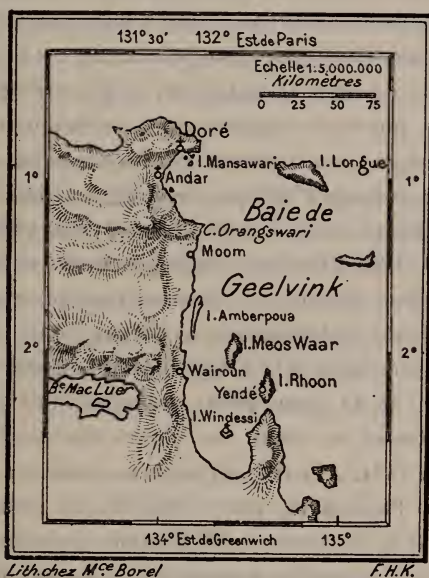 131°30' 132° Est de Paris
Echelle 1:5,000.000
Kilomètres
0 25 50 75
Doré
I.Mansawari
I.Longue
1°
1°
Andar
Baie de
C.Orangswari
Moom
Geelvink
I.Amberpoua
I.Meos Waar
2°
2°
Wairoun
I.Rhoon
Yendé
Be MacLuer
I.Windessi
134° Est de Greenwich 135°
Lith.chez Mce Borel
F.H.K.